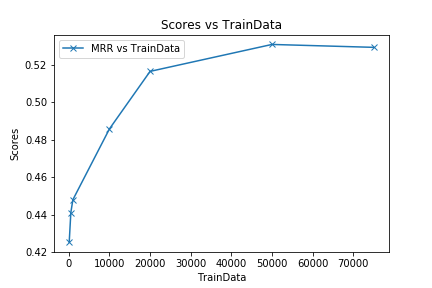 Scores vs TrainData
MRR vs TrainData
Scores
0.52
0.50
0.48
0.46
0.44
0.42
0 10000 20000 30000 40000 50000 60000 70000
TrainData